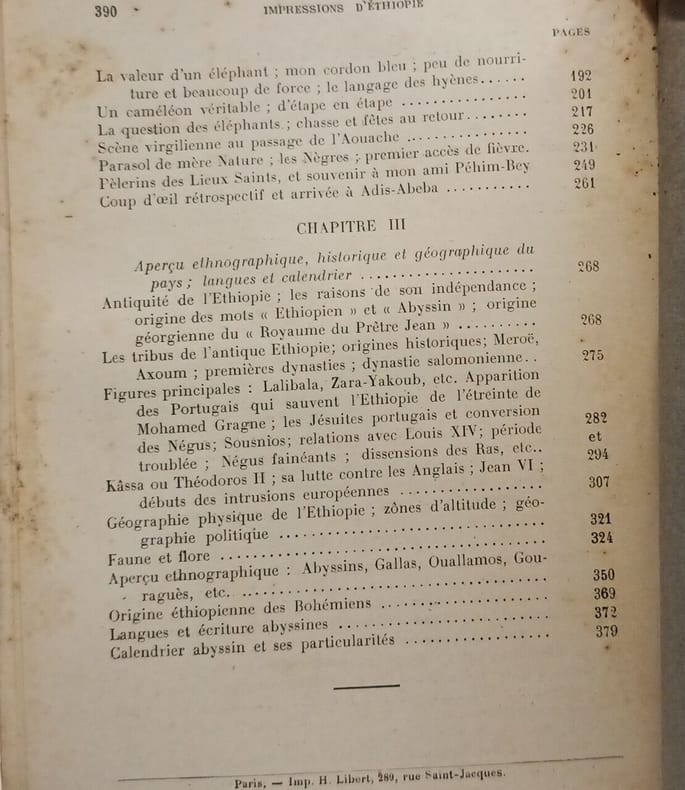 390 IMPRESSIONS D'ÉTHIOPIE
PAGES
La valeur d'un éléphant ; mon cordon bleu ; peu de nourri-
ture et beaucoup de force ; le langage des hyènes...... 192
Un caméléon véritable ; d'étape en étape ................ 201
La question des éléphants ; chasse et fêtes au retour........ 217
Scène virgilienne au passage de l'Aouache ............... 226
Parasol de mère Nature ; les Nègres ; premier accès de fièvre. 231
Pèlerins des Lieux Saints, et souvenir à mon ami Péhim-Bey 249
Coup d'œil rétrospectif et arrivée à Adis-Abeba ........... 261
CHAPITRE III
Aperçu ethnographique, historique et géographique du
pays ; langues et calendrier ...................... 268
Antiquité de l'Ethiopie ; les raisons de son indépendance ;
origine des mots « Ethiopien » et « Abyssin » ; origine
géorgienne du « Royaume du Prêtre Jean » .......... 268
Les tribus de l'antique Ethiopie; origines historiques; Meroë,
Axoum ; premières dynasties ; dynastie salomonienne. . 275
Figures principales : Lalibala, Zara-Yakoub, etc. Apparition
des Portugais qui sauvent l'Ethiopie de l'étreinte de
Mohamed Gragne ; les Jésuites portugais et conversion
des Négus; Sousnios; relations avec Louis XIV; période 282
troublée ; Négus fainéants ; dissensions des Ras, etc.. et
Kâssa ou Théodoros II ; sa lutte contre les Anglais ; Jean VI ; 294
débuts des intrusions européennes ................. 307
Géographie physique de l'Ethiopie ; zônes d'altitude ; géo-
graphie politique ............................... 321
Faune et flore ...................................... 324
Aperçu ethnographique : Abyssins, Gallas, Ouallamos, Gou-
raguès, etc. ..................................... 350
Origine éthiopienne des Bohémiens .................... 369
Langues et écriture abyssines ......................... 372
Calendrier abyssin et ses particularités .................. 379
Paris. — Imp. H. Libert, 289, rue Saint-Jacques.